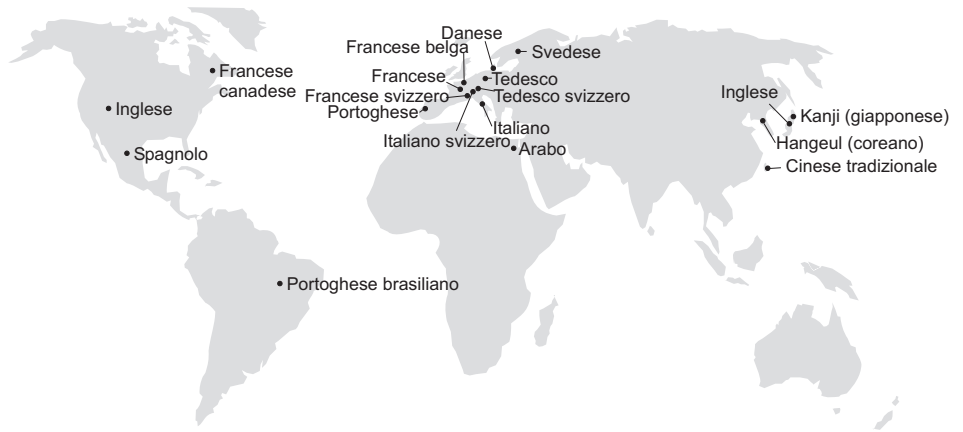 Danese
Francese belga
Svedese
Francese
canadese
Francese
Tedesco
Francese svizzero
Tedesco svizzero
Inglese
Inglese
Portoghese
Kanji (giapponese)
Italiano
Italiano svizzero
Hangeul (coreano)
Spagnolo
Arabo
Cinese tradizionale
Portoghese brasiliano